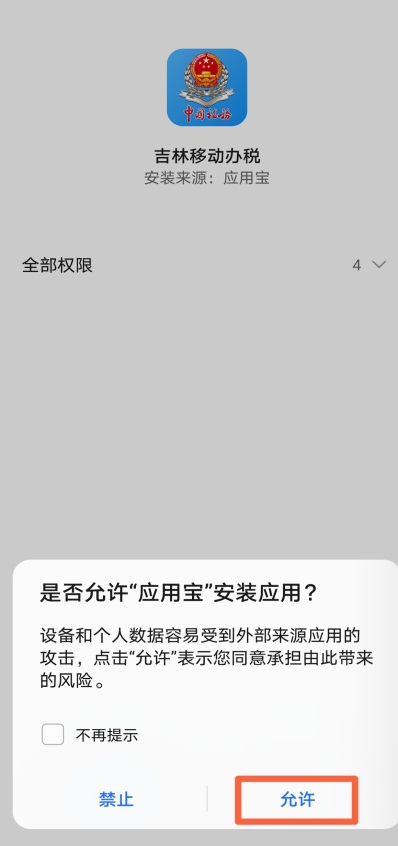 中国税务
吉林移动办税
安装来源：应用宝
全部权限
4
是否允许“应用宝”安装应用？
设备和个人数据容易受到外部来源应用的
攻击，点击“允许”表示您同意承担由此带来
的风险。
不再提示
禁止
允许